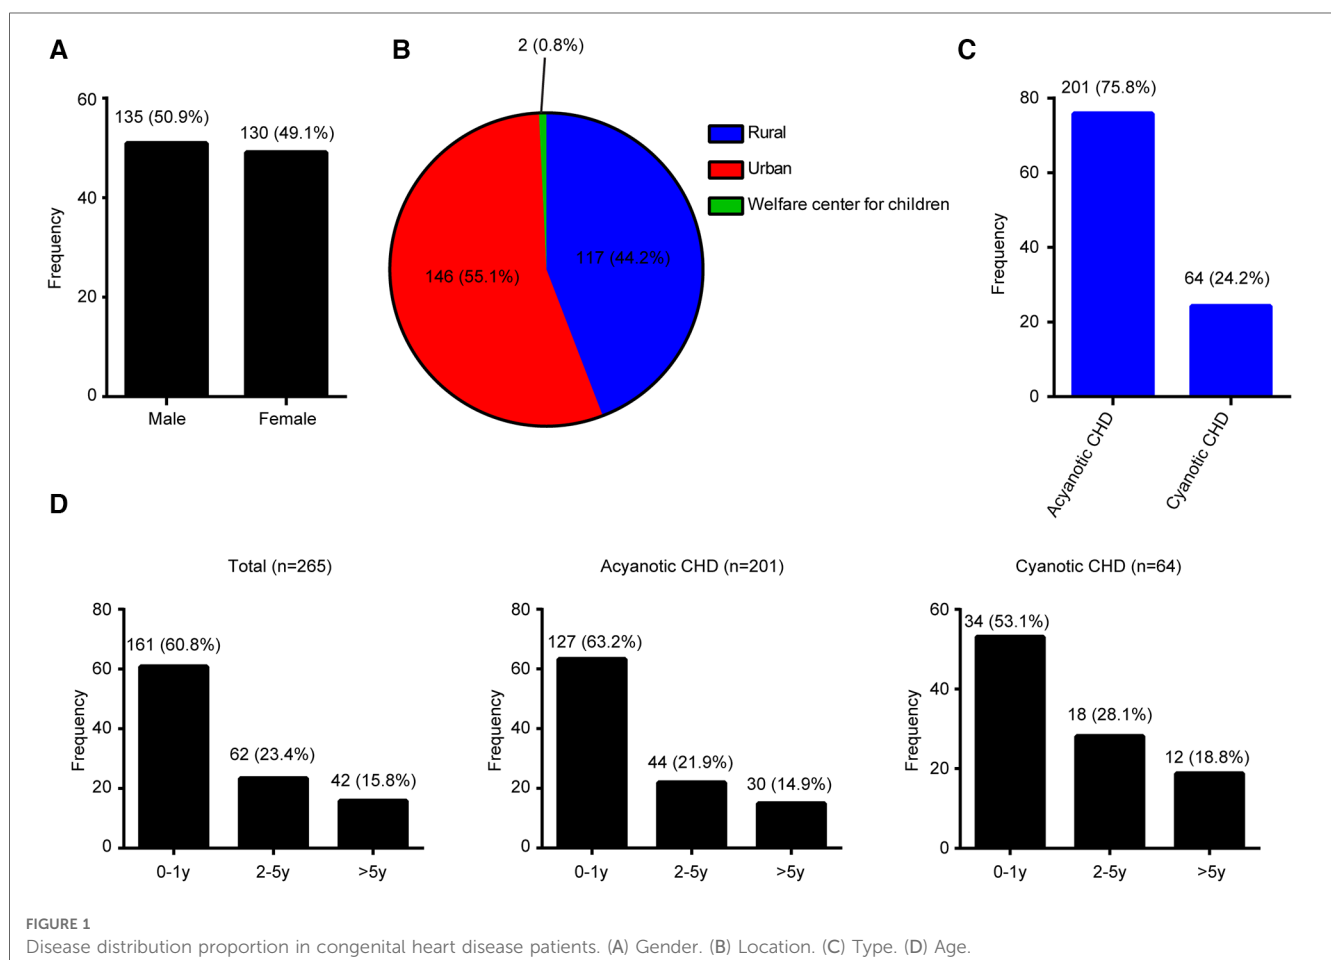 A
60
40
20
0
Frequency
135 (50.9%)
130 (49.1%)
Male
Female
B
2 (0.8%)
146 (55.1%)
117 (44.2%)
Rural
Urban
Welfare center for children
C
80
60
40
20
0
Frequency
201 (75.8%)
64 (24.2%)
Acyanotic CHD
Cyanotic CHD
D
Total (n=265)
80
60
40
20
0
Frequency
161 (60.8%)
62 (23.4%)
42 (15.8%)
0-1y
2-5y
>5y
Acyanotic CHD (n=201)
80
60
40
20
0
Frequency
127 (63.2%)
44 (21.9%)
30 (14.9%)
0-1y
2-5y
>5y
Cyanotic CHD (n=64)
60
40
20
0
Frequency
34 (53.1%)
18 (28.1%)
12 (18.8%)
0-1y
2-5y
>5y
FIGURE 1
Disease distribution proportion in congenital heart disease patients. (A) Gender. (B) Location. (C) Type. (D) Age.